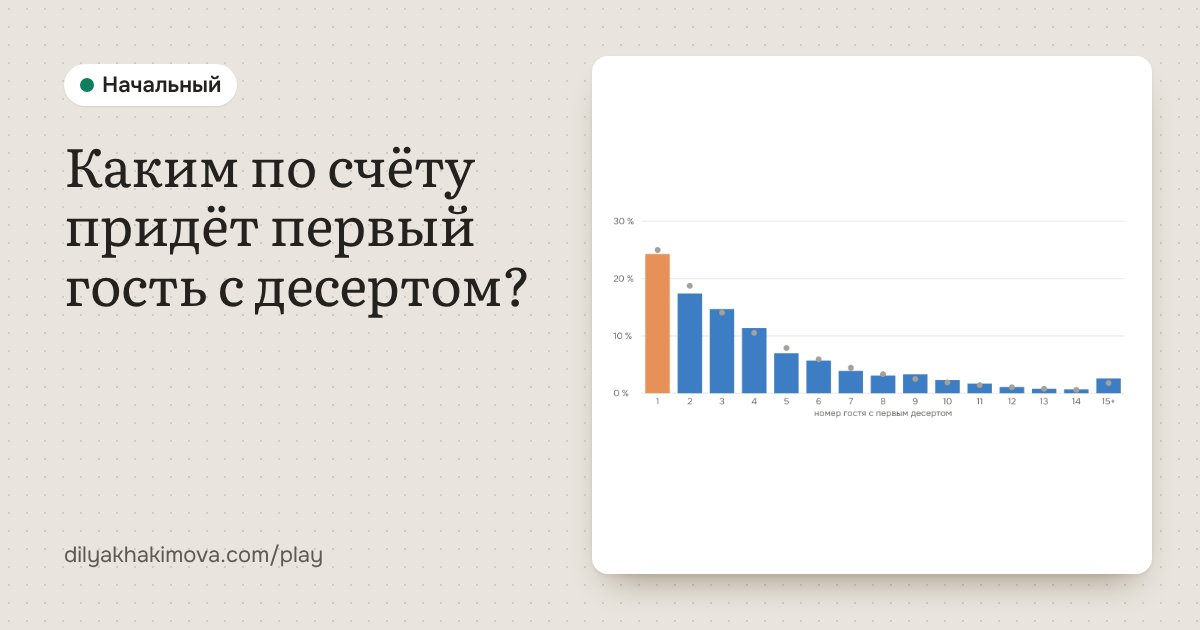 Начальный
Каким по счёту
придёт первый
гость с десертом?
dilyakhakimova.com/play
30 %
20 %
10 %
0 %
1 2 3 4 5 6 7 8 9 10 11 12 13 14 15+
номер гостя с первым десертом